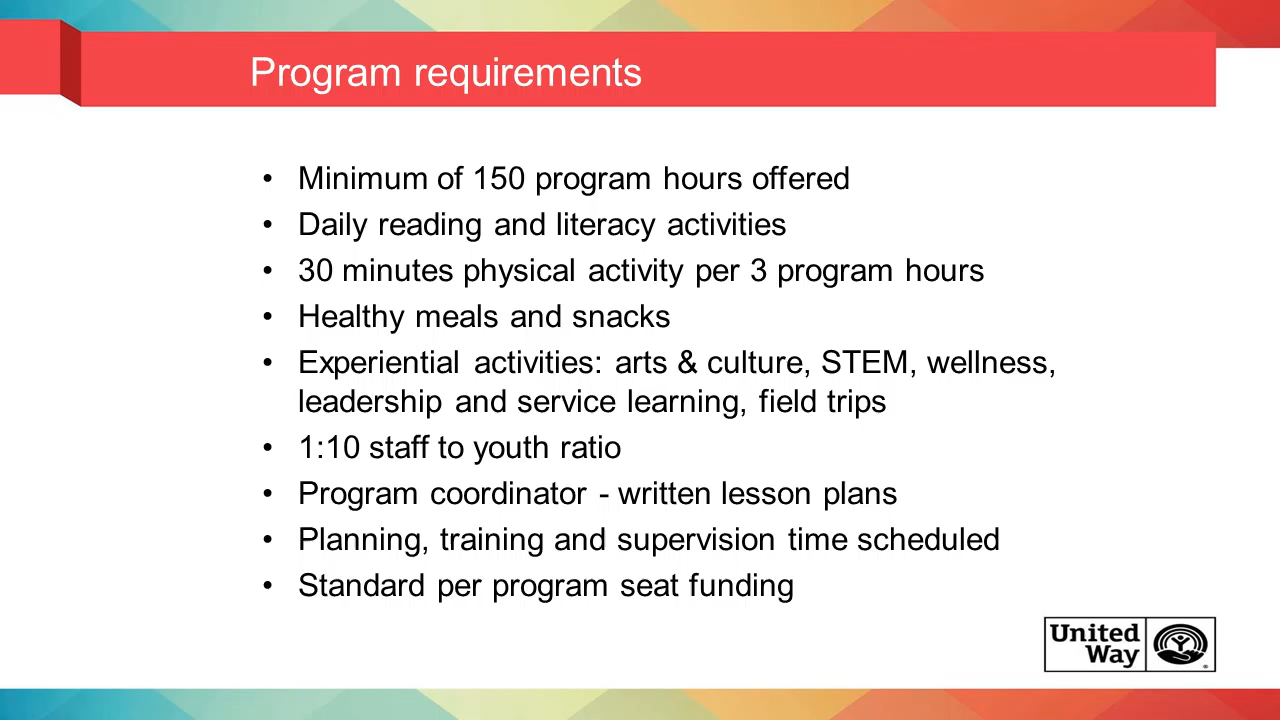 Program requirements
• Minimum of 150 program hours offered
• Daily reading and literacy activities
• 30 minutes physical activity per 3 program hours
• Healthy meals and snacks
• Experiential activities: arts & culture, STEM, wellness,
leadership and service learning, field trips
• 1:10 staff to youth ratio
• Program coordinator - written lesson plans
• Planning, training and supervision time scheduled
• Standard per program seat funding
United
Way